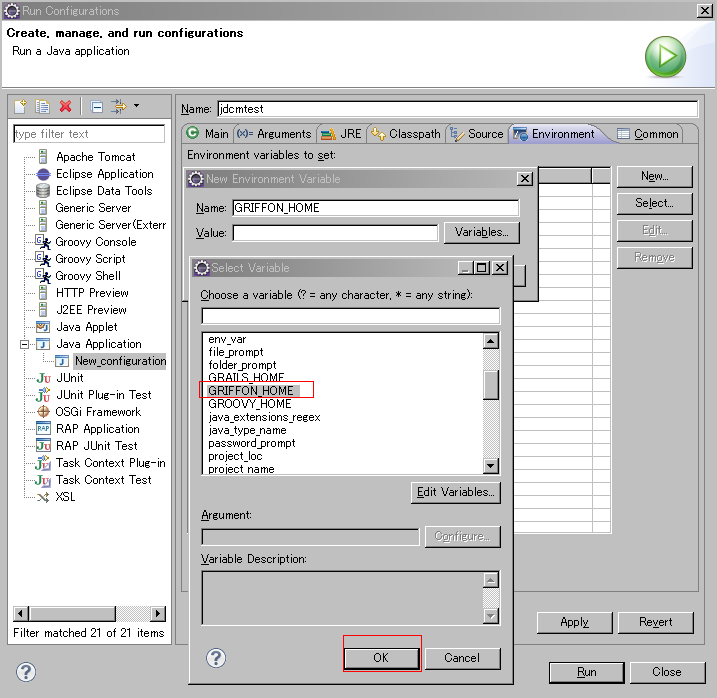 Run Configurations
Create, manage, and run configurations
Run a Java application
Name: jdcmtest
type filter text
Main (x)= Arguments JRE Classpath Source Environment Common
Environment variables to set:
Apache Tomcat
Eclipse Application
Eclipse Data Tools
Generic Server
Generic Server(Extern
Groovy Console
Groovy Script
Groovy Shell
HTTP Preview
J2EE Preview
Java Applet
Java Application
New_configuration
JUnit
JUnit Plug-in Test
OSGi Framework
RAP Application
RAP JUnit Test
Task Context Plug-in
Task Context Test
XSL
Filter matched 21 of 21 items
New...
Select...
Edit...
Remove
New Environment Variable
Name: GRIFFON_HOME
Value:
Variables...
Select Variable
Choose a variable (? = any character, * = any string):
env_var
file_prompt
folder_prompt
GRAILS_HOME
GRIFFON_HOME
GROOVY_HOME
java_extensions_regex
java_type_name
password_prompt
project_loc
project_name
Edit Variables...
Argument:
Configure...
Variable Description:
OK Cancel
Apply Revert
Run Close